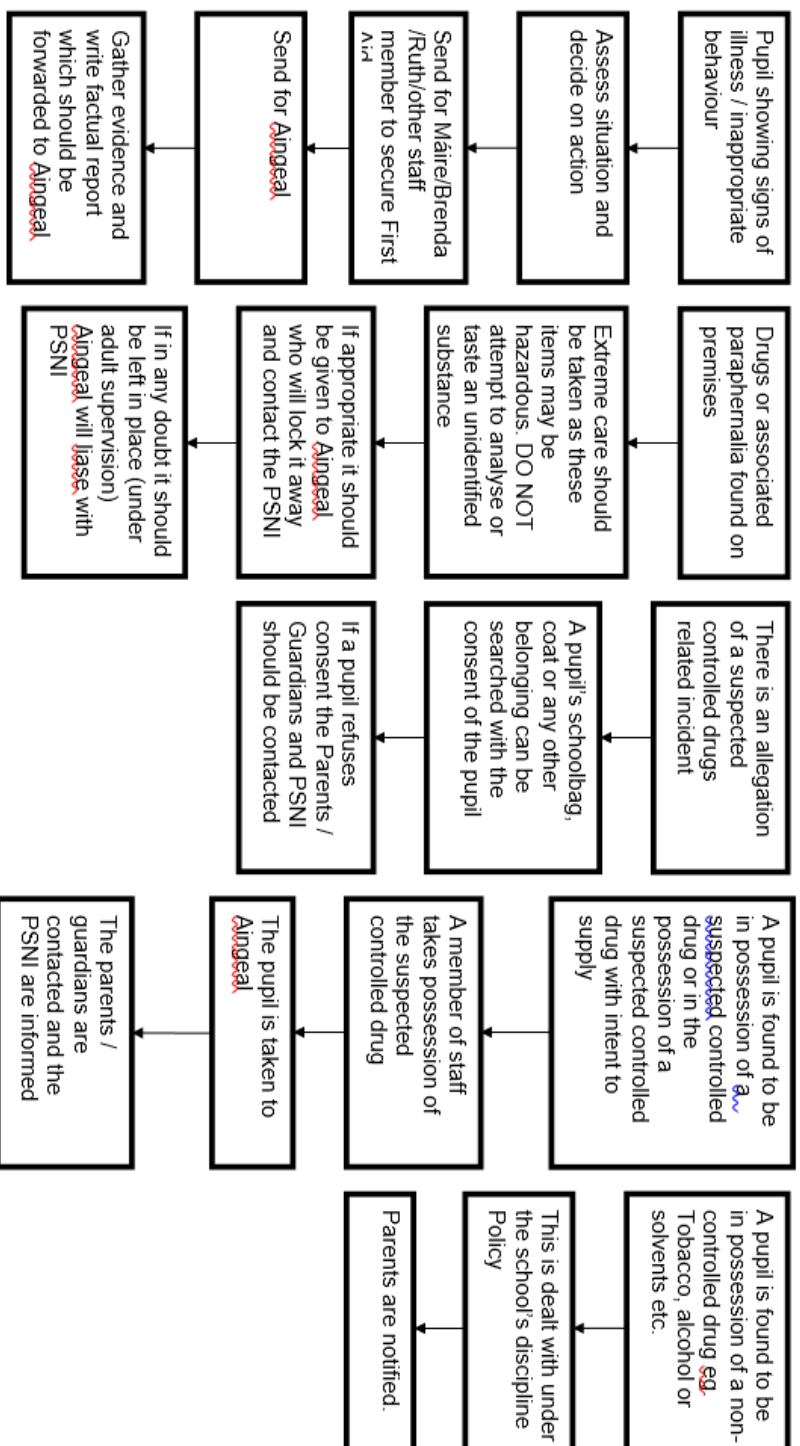 Pupil showing signs of
illness / inappropriate
behaviour
Assess situation and
decide on action
Send for Máire/Brenda
/Ruth/other staff
member to secure First
Aid
Send for Aingeal
Gather evidence and
write factual report
which should be
forwarded to Aingeal
Drugs or associated
paraphernalia found on
premises
Extreme care should
be taken as these
items may be
hazardous. DO NOT
attempt to analyse or
taste an unidentified
substance
If appropriate it should
be given to Aingeal
who will lock it away
and contact the PSNI
If in any doubt it should
be left in place (under
adult supervision)
Aingeal will liase with
PSNI
There is an allegation
of a suspected
controlled drugs
related incident
A pupil's schoolbag,
coat or any other
belonging can be
searched with the
consent of the pupil
If a pupil refuses
consent the Parents /
Guardians and PSNI
should be contacted
A pupil is found to be
in possession of a
suspected controlled
drug or in the
possession of a
suspected controlled
drug with intent to
supply
A member of staff
takes possession of
the suspected
controlled drug
The pupil is taken to
Aingeal
The parents /
guardians are
contacted and the
PSNI are informed
A pupil is found to be
in possession of a non-
controlled drug eg
Tobacco, alcohol or
solvents etc.
This is dealt with under
the school's discipline
Policy
Parents are notified.